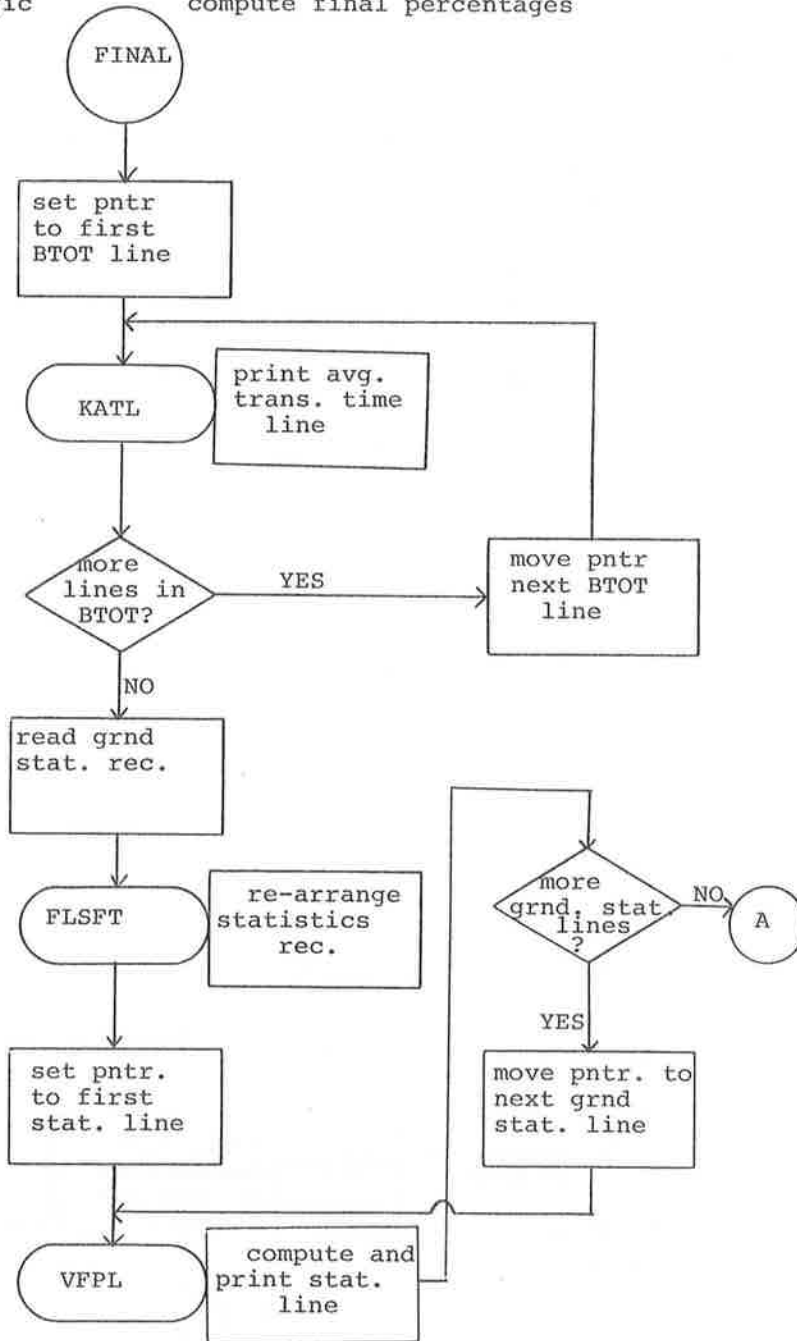 ic compute final percentages
FINAL
set pntr
to first
BTOT line
KATL
print avg.
trans. time
line
more
lines in
BTOT?
YES
move pntr
next BTOT
line
NO
read grnd
stat. rec.
FLSFT
re-arrange
statistics
rec.
more
grnd. stat.
lines
?
NO
A
YES
set pntr.
to first
stat. line
move pntr. to
next grnd
stat. line
VFPL
compute and
print stat.
line